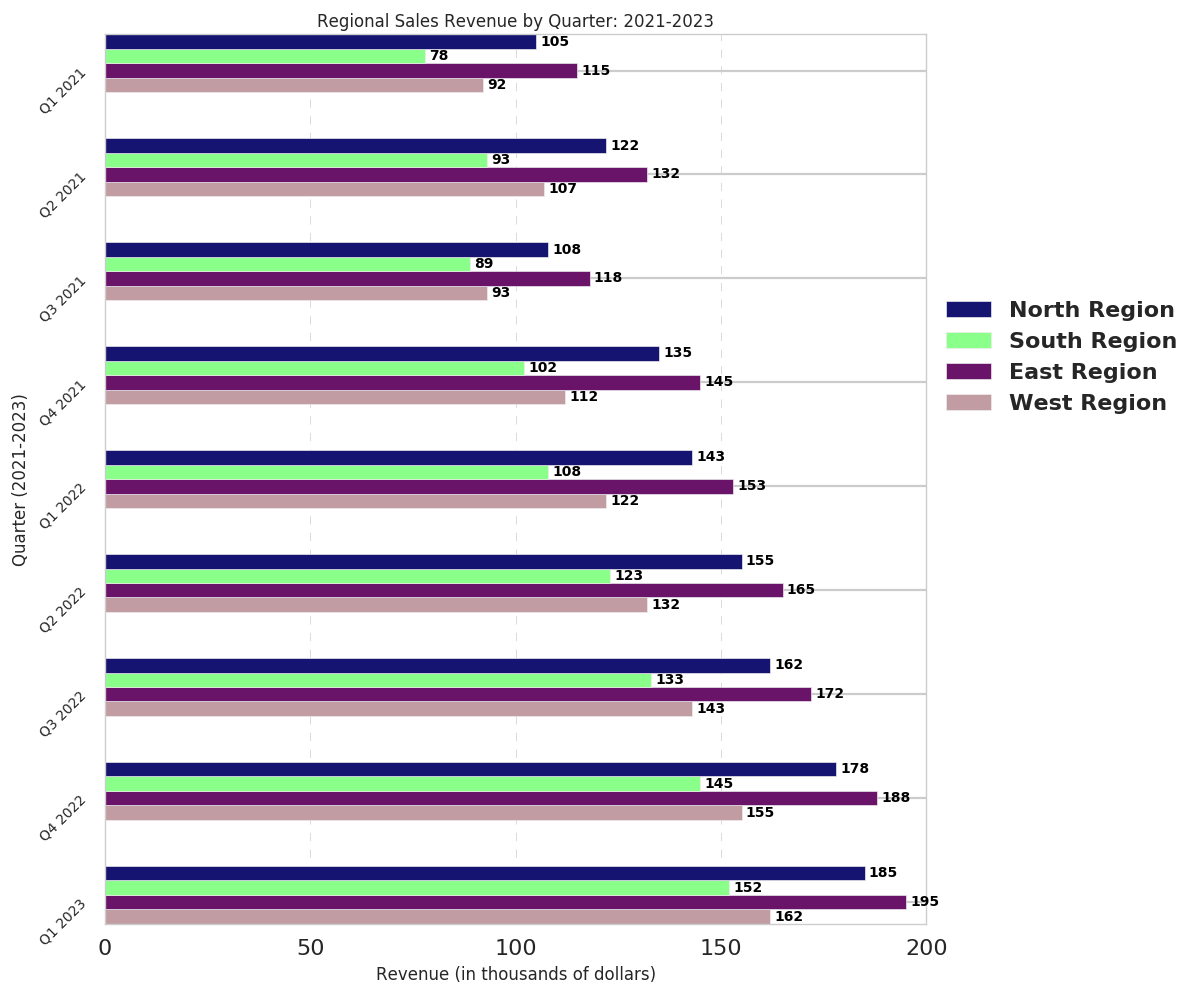 Regional Sales Revenue by Quarter: 2021-2023
Quarter (2021-2023)
Q1 2021
105
78
115
92
Q2 2021
122
93
132
107
Q3 2021
108
89
118
93
Q4 2021
135
102
145
112
Q1 2022
143
108
153
122
Q2 2022
155
123
165
132
Q3 2022
162
133
172
143
Q4 2022
178
145
188
155
Q1 2023
185
152
195
162
0 50 100 150 200
Revenue (in thousands of dollars)
North Region
South Region
East Region
West Region